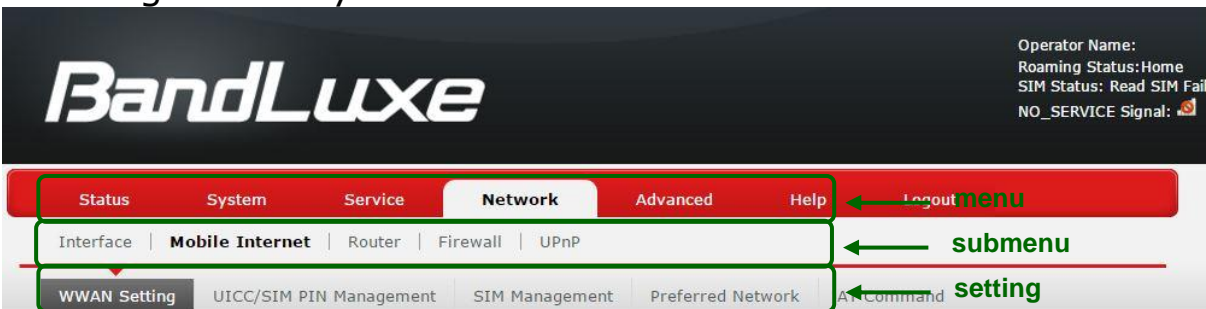 BandLuxe
Operator Name:
Roaming Status:Home
SIM Status: Read SIM Fail
NO_SERVICE Signal:
Status System Service Network Advanced Help Logout menu
Interface | Mobile Internet | Router | Firewall | UPnP submenu
WWAN Setting UICC/SIM PIN Management SIM Management Preferred Network AT Command setting